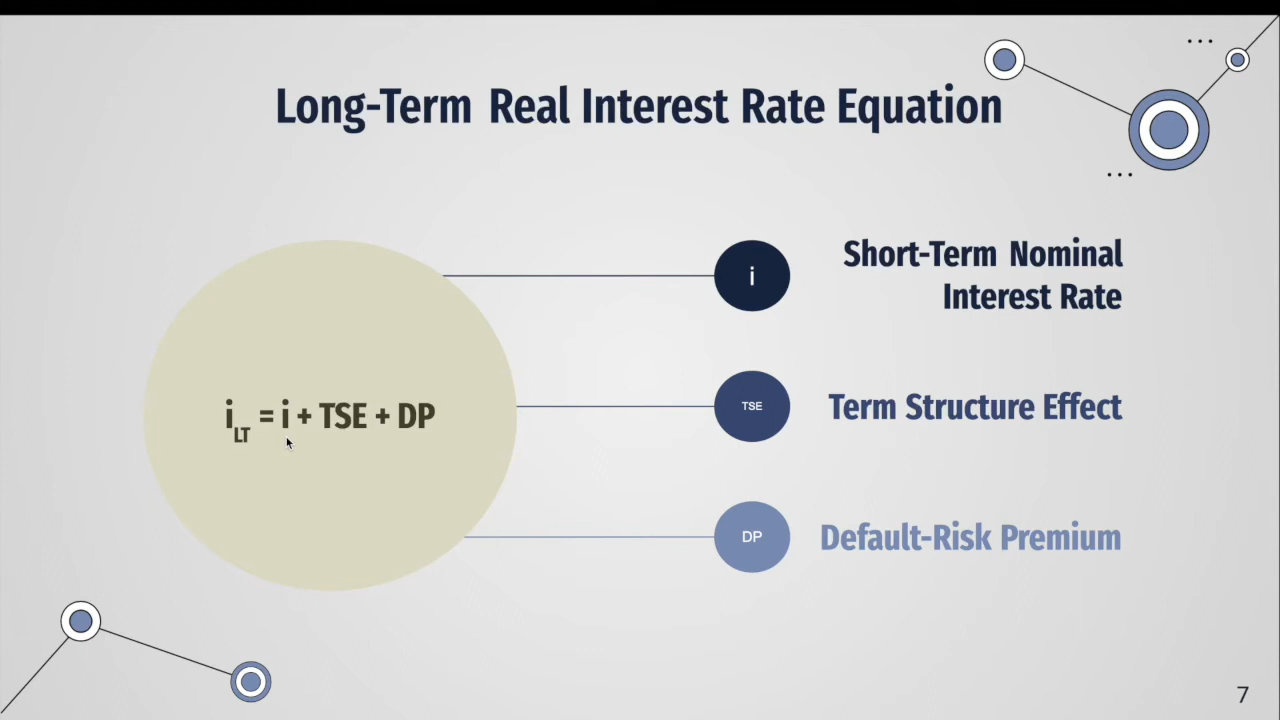 Long-Term Real Interest Rate Equation
i
Short-Term Nominal
Interest Rate
i_LT = i + TSE + DP
TSE
Term Structure Effect
DP
Default-Risk Premium
7